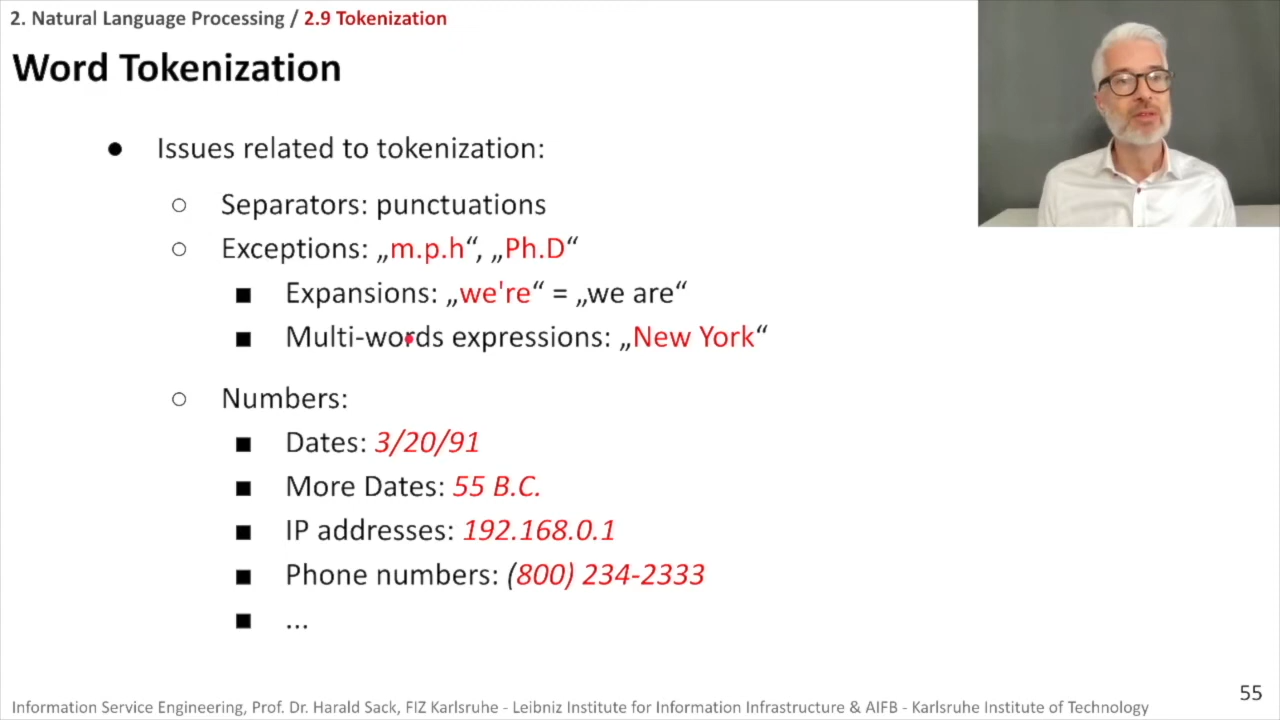 2. Natural Language Processing / 2.9 Tokenization
Word Tokenization
● Issues related to tokenization:
○ Separators: punctuations
○ Exceptions: „m.p.h“, „Ph.D“
■ Expansions: „we're“ = „we are“
■ Multi-words expressions: „New York“
○ Numbers:
■ Dates: 3/20/91
■ More Dates: 55 B.C.
■ IP addresses: 192.168.0.1
■ Phone numbers: (800) 234-2333
■ ...
55
Information Service Engineering, Prof. Dr. Harald Sack, FIZ Karlsruhe - Leibniz Institute for Information Infrastructure & AIFB - Karlsruhe Institute of Technology